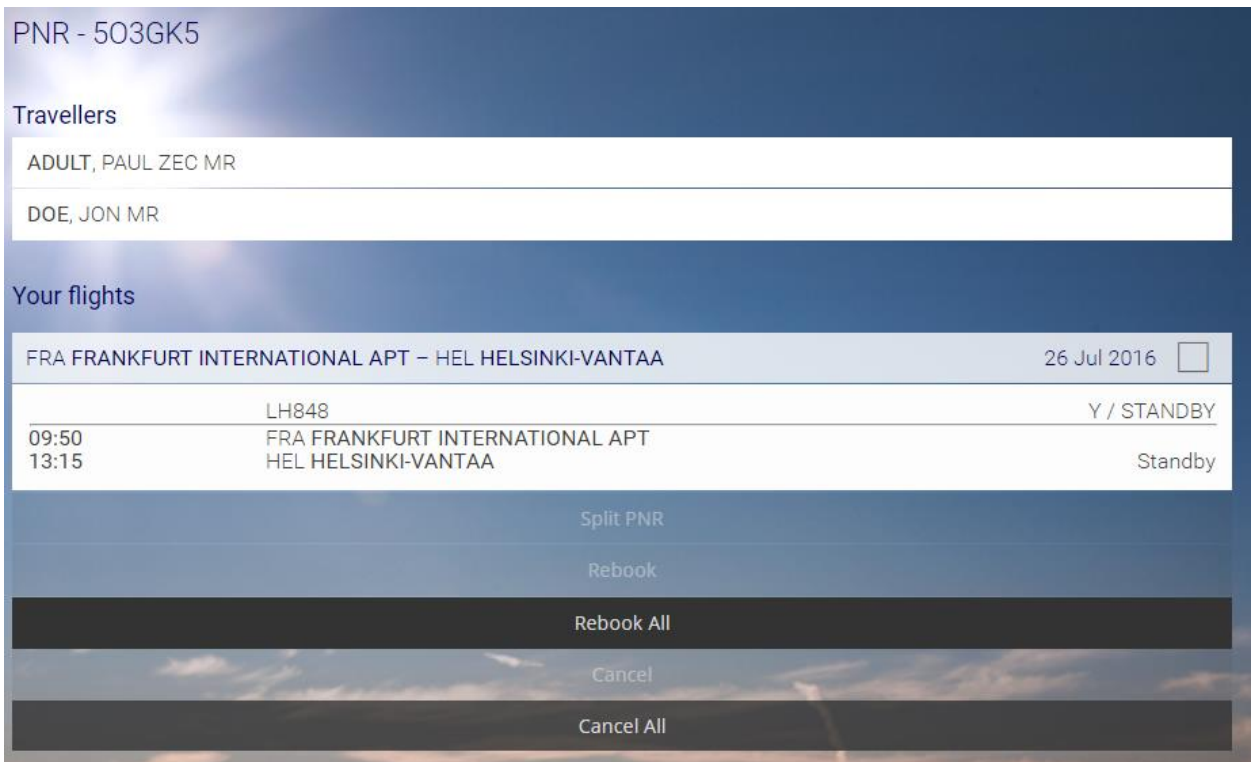 PNR - 5O3GK5
Travellers
ADULT, PAUL ZEC MR
DOE, JON MR
Your flights
FRA FRANKFURT INTERNATIONAL APT – HEL HELSINKI-VANTAA 26 Jul 2016
LH848 Y / STANDBY
09:50 FRA FRANKFURT INTERNATIONAL APT
13:15 HEL HELSINKI-VANTAA Standby
Split PNR
Rebook
Rebook All
Cancel
Cancel All